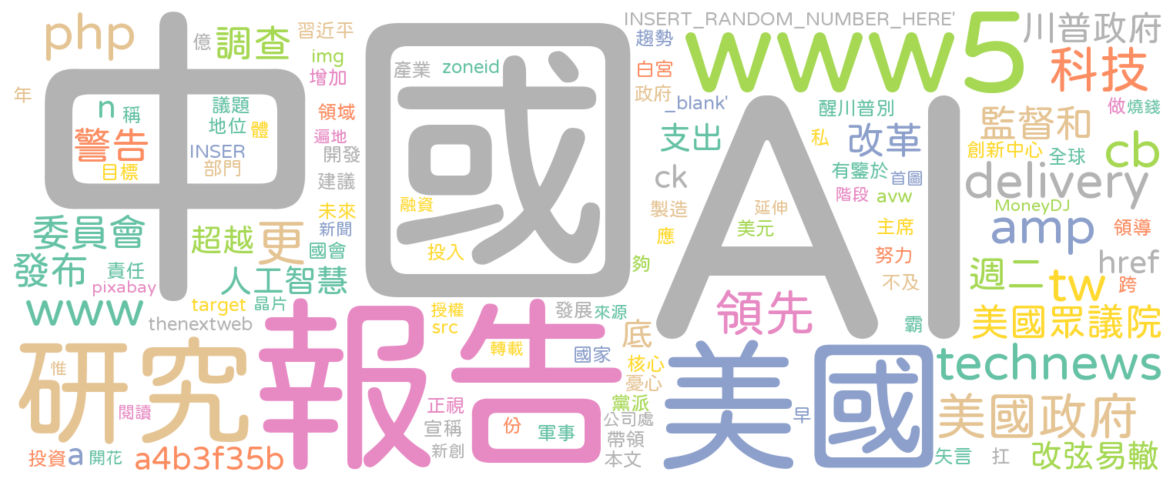 php
億
調查
習近平
img
增加
年
產業
zoneid
INSERT_RANDOM_NUMBER_HERE'
趨勢
白宮
政府
www
5
川普政府
科技
中
國
AI
n
稱
警告
目標
議題
地位
體
INSER
部門
領域
遍地
開發
建議
未來
新聞
國會
_blank'
支出
醒川普別
私
改革
有鑒於
首圖
階段
avw
做
燒錢
監督和
創新中心
全球
cb
delivery
MoneyDJ
amp
領導
href
跨
ck
製造
應
延伸
美元
主席
努力
不及
夠
融資
投入
委員會
發布
責任
pixabay
超越
更
人工智慧
www
target
晶片
thenextweb
授權
src
發展
來源
轉載
國家
底
核心
憂心
黨派
領先
霸
週二
tw
美國眾議院
technews
研究
惟
閱讀
報告
正視
宣稱
新創
份
軍事
公司處
帶領
本文
美國
早
美國政府
投資
a
開花
a4b3f35b
矢言
扛
改弦易轍